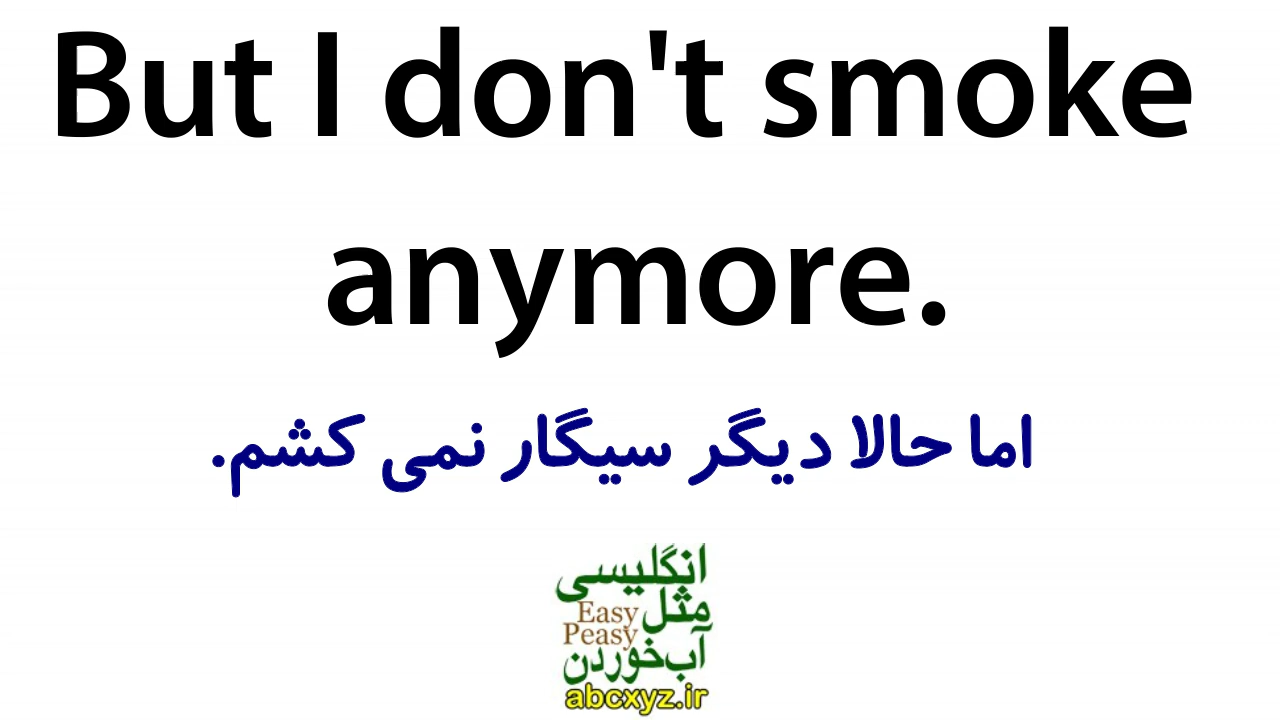 But I don't smoke
anymore.
اما حالا دیگر سیگار نمی کشم.
انگلیسی
مثل
Easy
Peasy
آب‌خوردن
abcxyz.ir